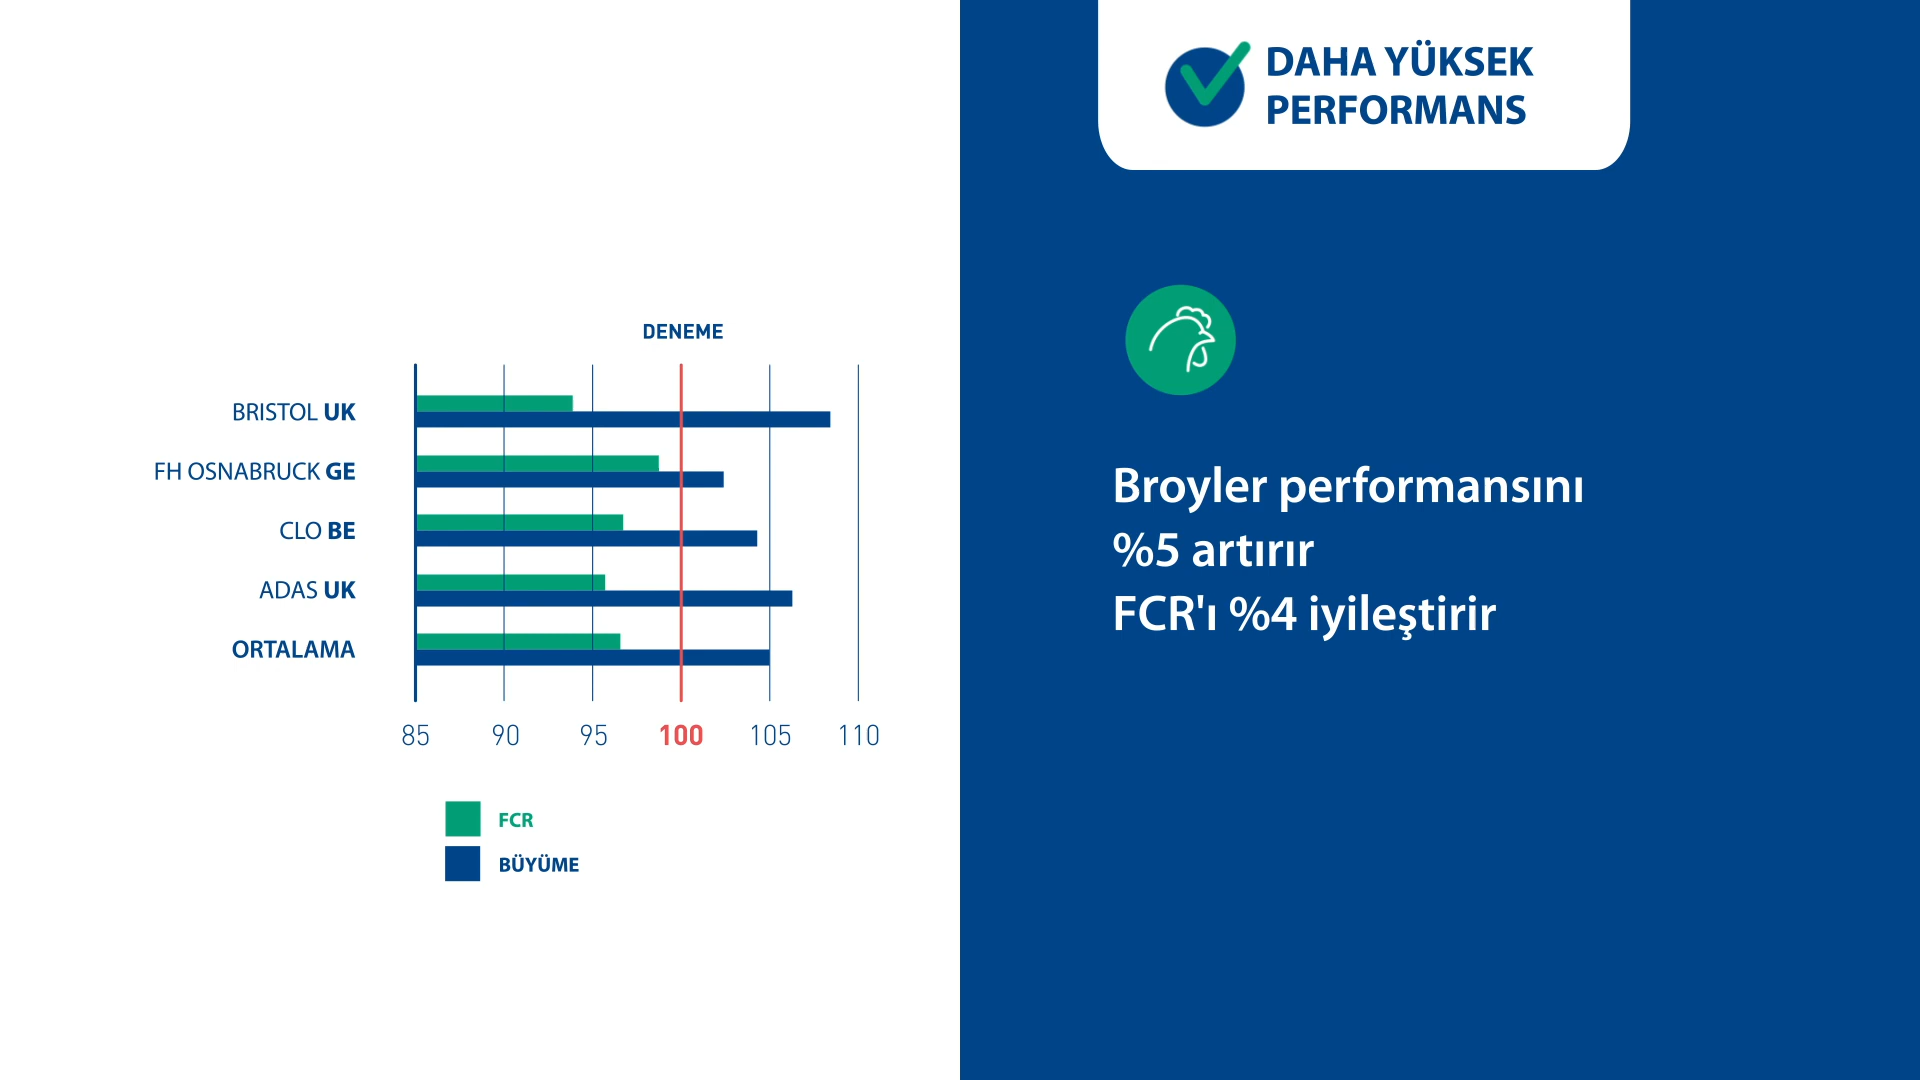 DENEME
BRISTOL UK
FH OSNABRUCK GE
CLO BE
ADAS UK
ORTALAMA
85 90 95 100 105 110
FCR
BÜYÜME
DAHA YÜKSEK
PERFORMANS
Broyler performansını
%5 artırır
FCR'ı %4 iyileştirir